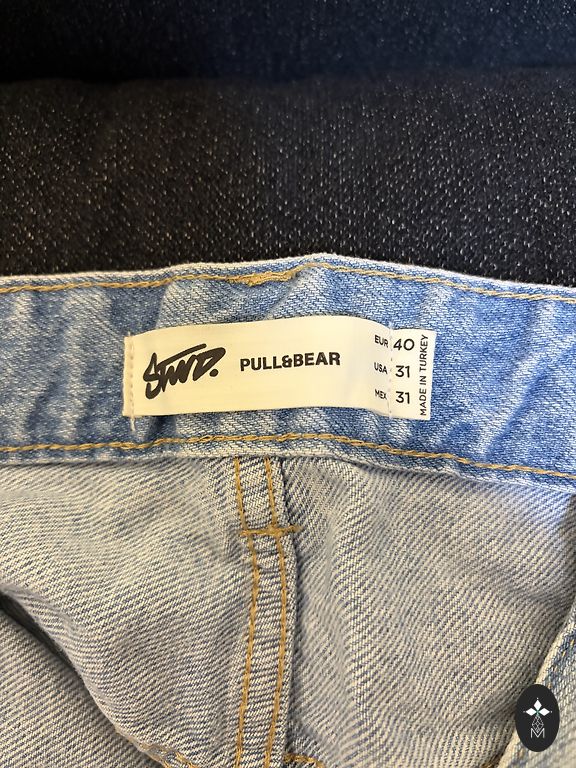 STWD.
PULL&BEAR
EUR 40
USA 31
MEX 31
MADE IN TURKEY
M